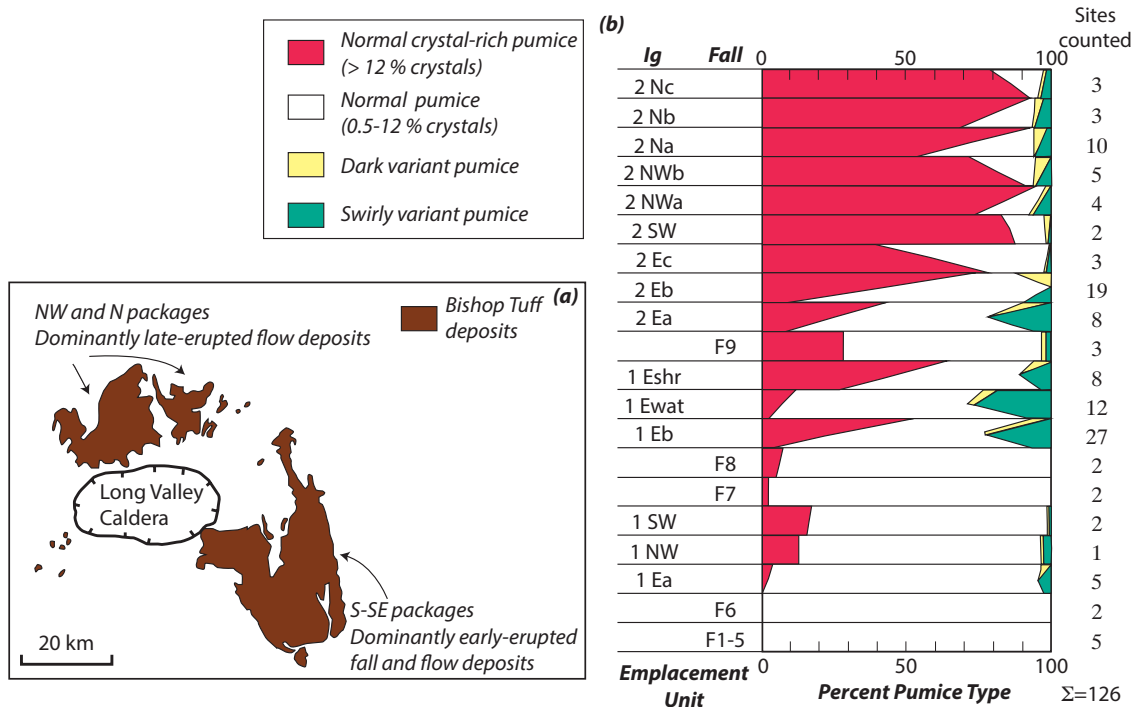 Normal crystal-rich pumice
(> 12 % crystals)
Normal pumice
(0.5-12 % crystals)
Dark variant pumice
Swirly variant pumice
(a)
NW and N packages
Dominantly late-erupted flow deposits
Bishop Tuff
deposits
Long Valley
Caldera
S-SE packages
Dominantly early-erupted
fall and flow deposits
20 km
(b)
Sites
counted
Ig Fall 0 50 100
2 Nc 3
2 Nb 3
2 Na 10
2 NWb 5
2 NWa 4
2 SW 2
2 Ec 3
2 Eb 19
2 Ea 8
F9 3
1 Eshr 8
1 Ewat 12
1 Eb 27
F8 2
F7 2
1 SW 2
1 NW 1
1 Ea 5
F6 2
F1-5 5
0 50 100
Emplacement
Unit
Percent Pumice Type
Σ=126